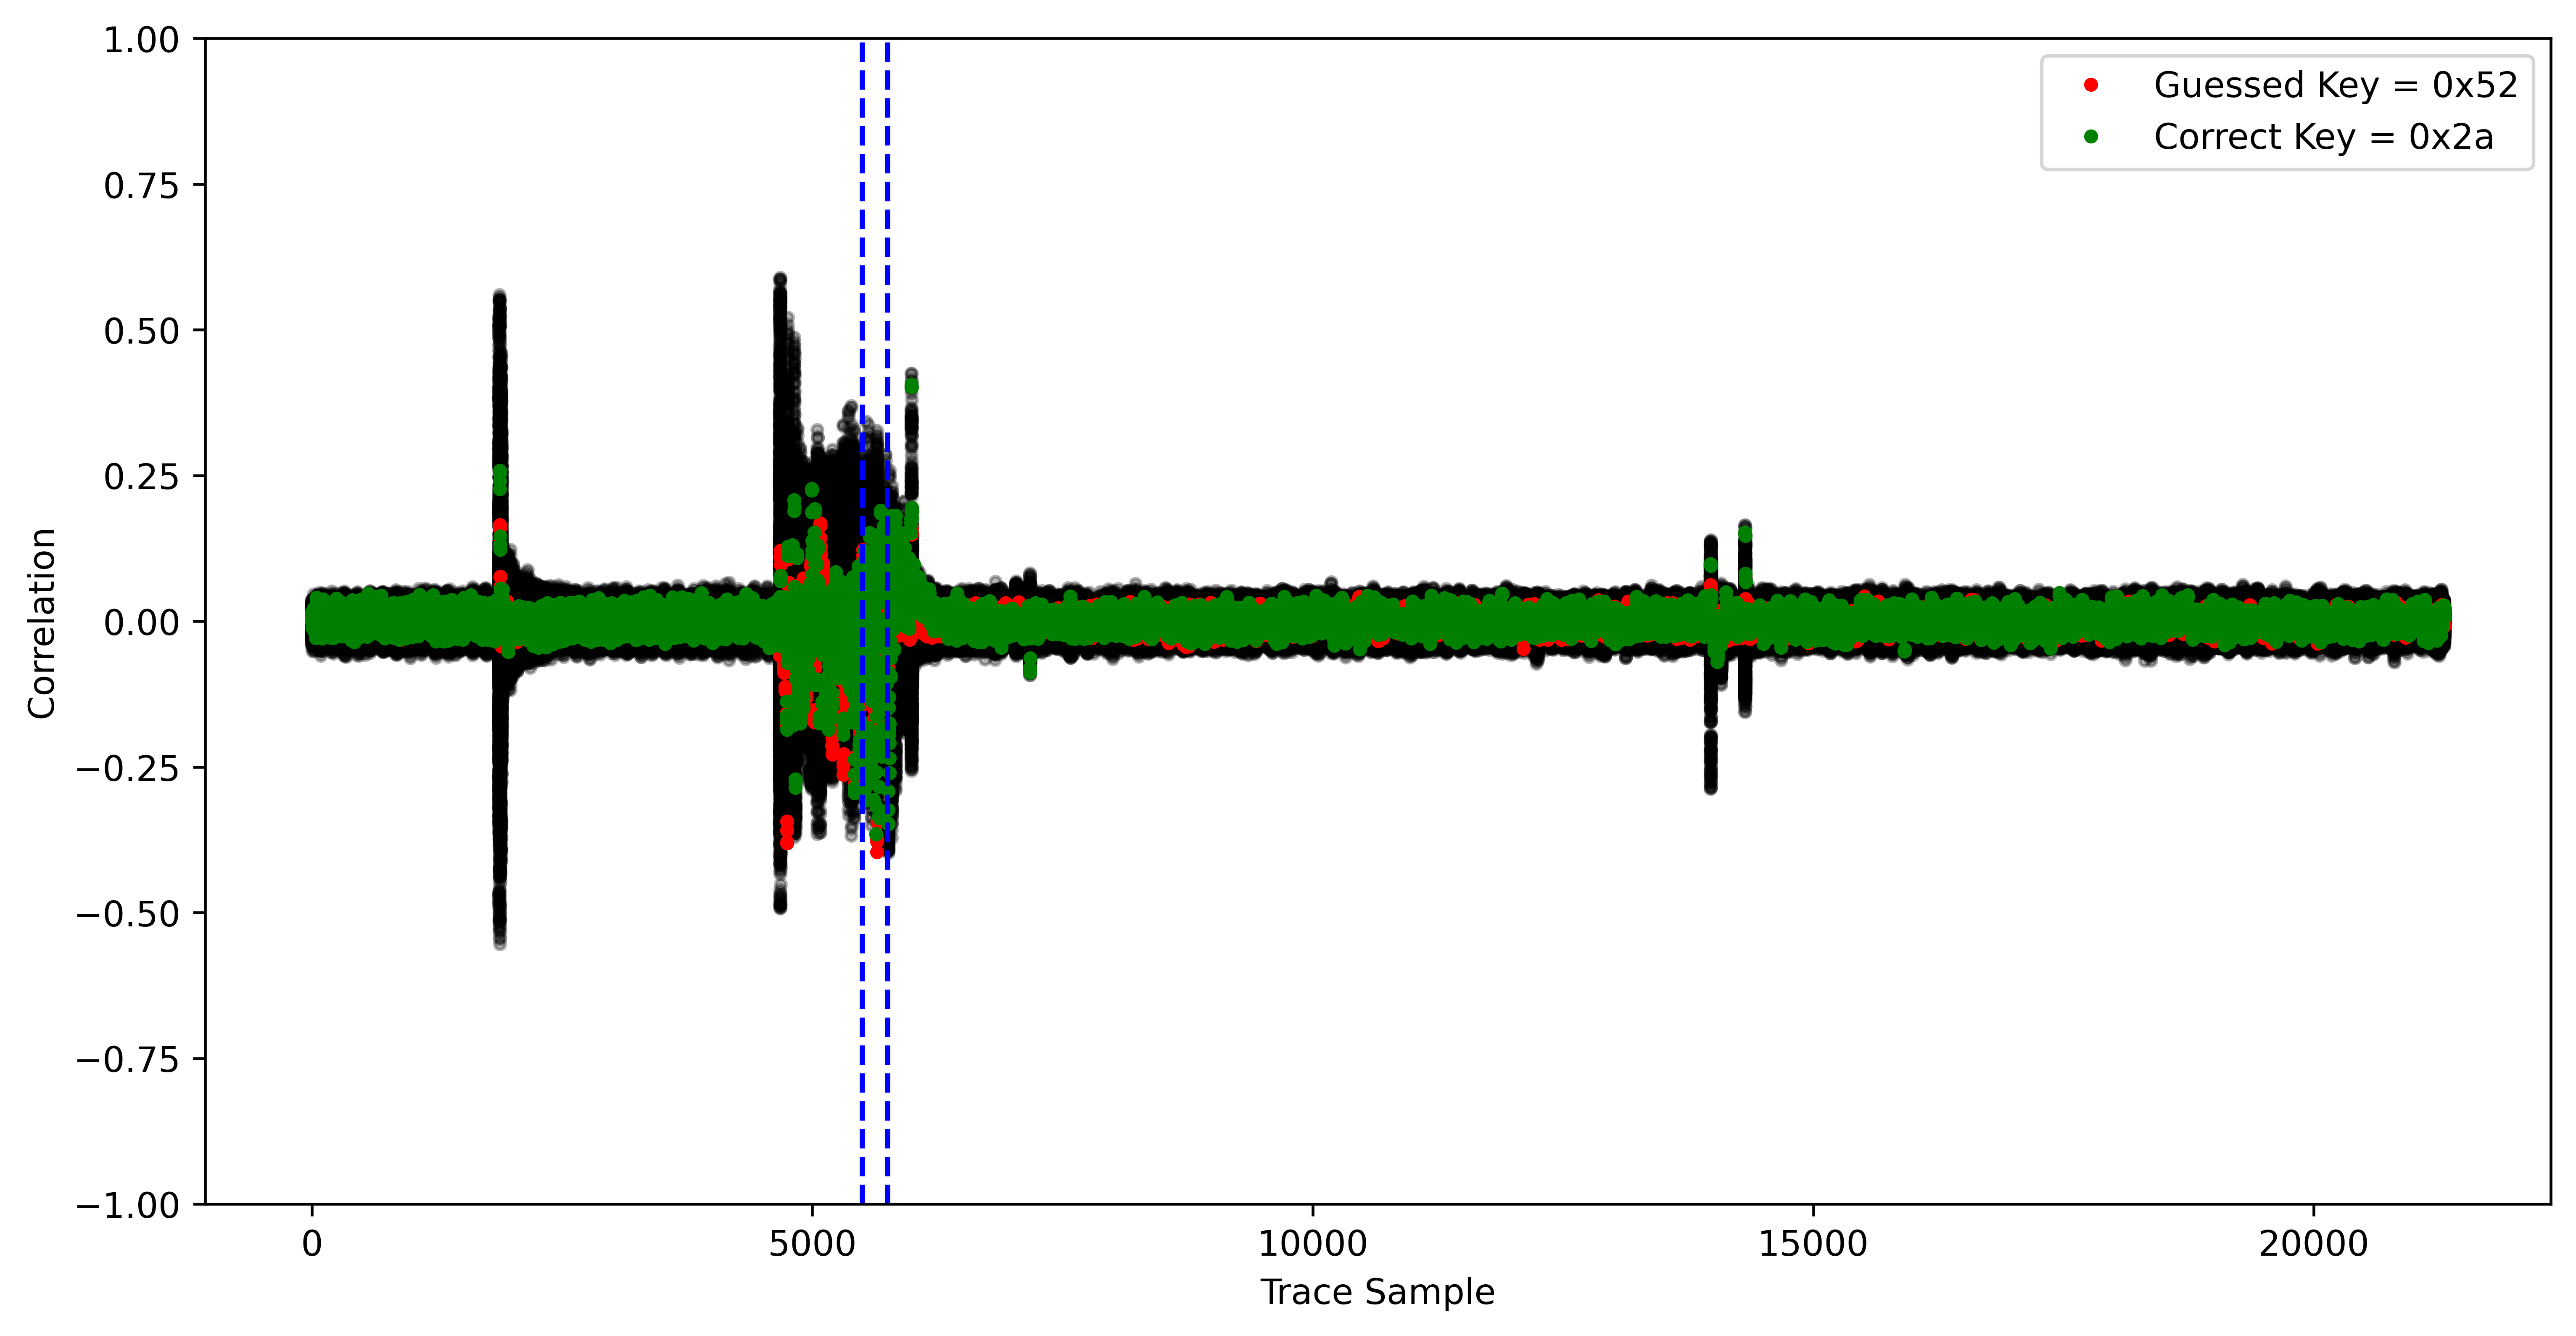 1.00
0.75
0.50
0.25
0.00
−0.25
−0.50
−0.75
−1.00
Correlation
Guessed Key = 0x52
Correct Key = 0x2a
0 5000 10000 15000 20000
Trace Sample